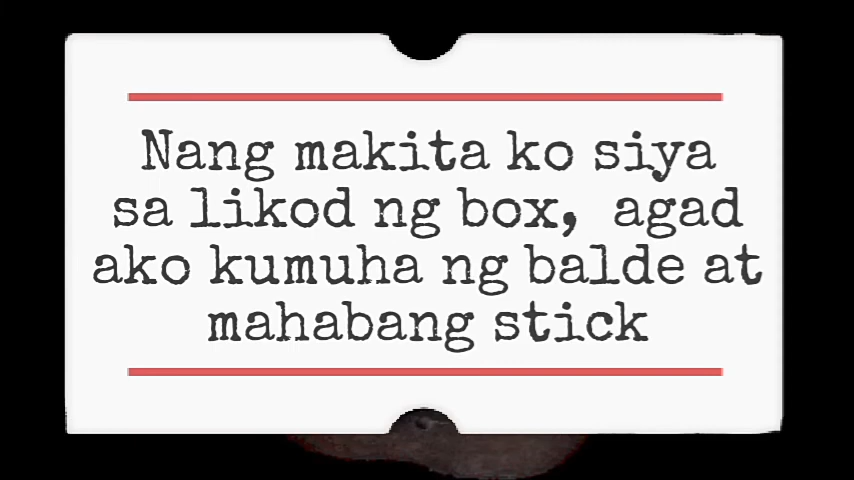 Nang makita ko siya
sa likod ng box, agad
ako kumuha ng balde at
mahabang stick